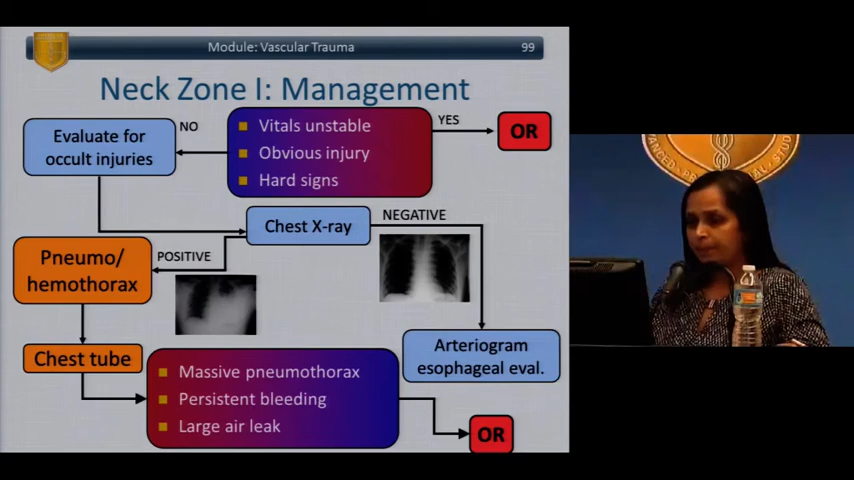 Module: Vascular Trauma
99
Neck Zone I: Management
Evaluate for
occult injuries
NO
Vitals unstable
Obvious injury
Hard signs
YES
OR
Chest X-ray
NEGATIVE
POSITIVE
Pneumo/
hemothorax
Arteriogram
esophageal eval.
Chest tube
Massive pneumothorax
Persistent bleeding
Large air leak
OR